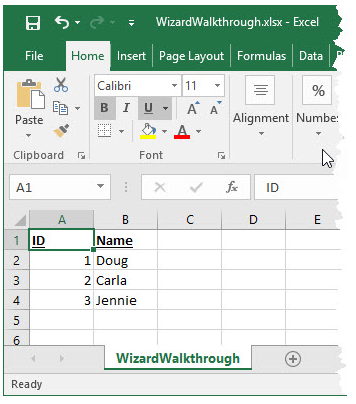 WizardWalkthrough.xlsx - Excel
File Home Insert Page Layout Formulas Data
Calibri 11
Paste B I U A A Alignment % Number
A
Clipboard Font
A1 fx ID
A B C D E
1 ID Name
2 1 Doug
3 2 Carla
4 3 Jennie
5
6
WizardWalkthrough
Ready